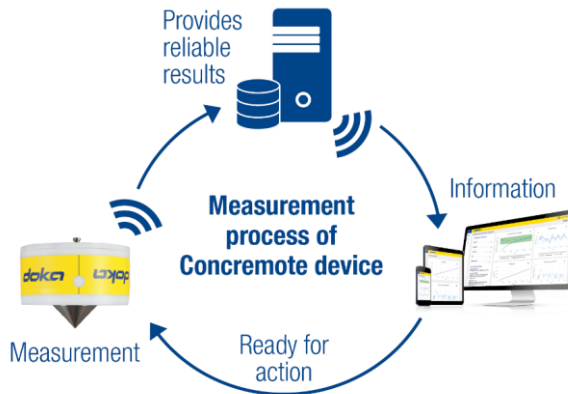 Provides
reliable
results
Information
Measurement
process of
Concremote device
doka
doka
Measurement
Ready for
action